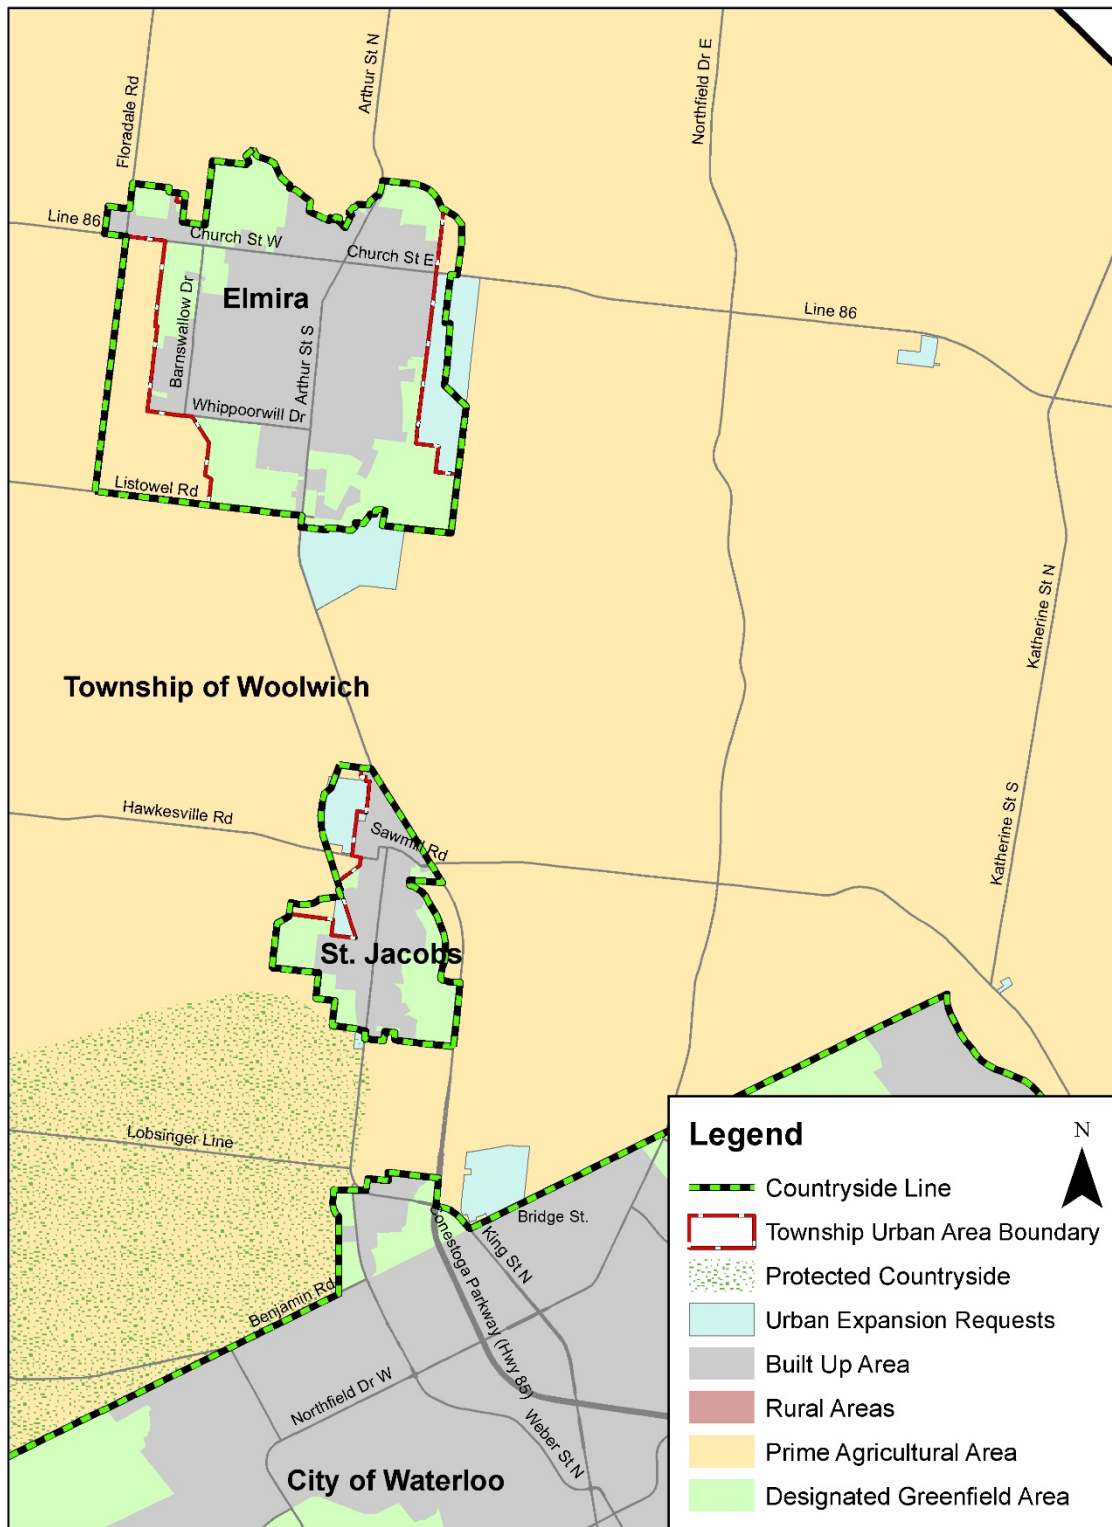 Floradale Rd
Arthur St N
Northfield Dr E
Line 86
Church St W
Church St E
Elmira
Barnswallow Dr
Arthur St S
Line 86
Whippoorwill Dr
Listowel Rd
Katherine St N
Township of Woolwich
Hawkesville Rd
Sawmill Rd
Katherine St S
St. Jacobs
Lobsinger Line
Bridge St.
Conestoga Parkway (Hwy 85)
King St N
Benjamin Rd
Northfield Dr W
Weber St N
City of Waterloo
Legend
N
Countryside Line
Township Urban Area Boundary
Protected Countryside
Urban Expansion Requests
Built Up Area
Rural Areas
Prime Agricultural Area
Designated Greenfield Area